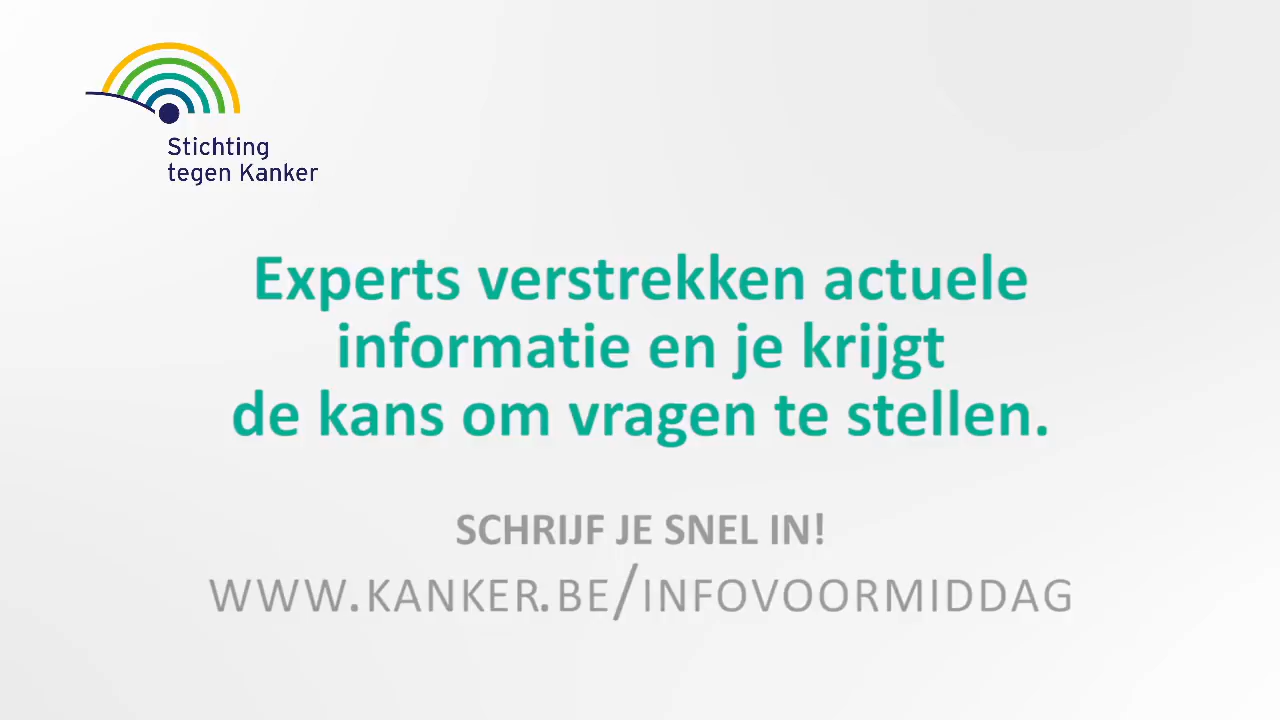 Stichting
tegen Kanker
Experts verstrekken actuele
informatie en je krijgt
de kans om vragen te stellen.
SCHRIJF JE SNEL IN!
WWW.KANKER.BE/INFOVOORMIDDAG